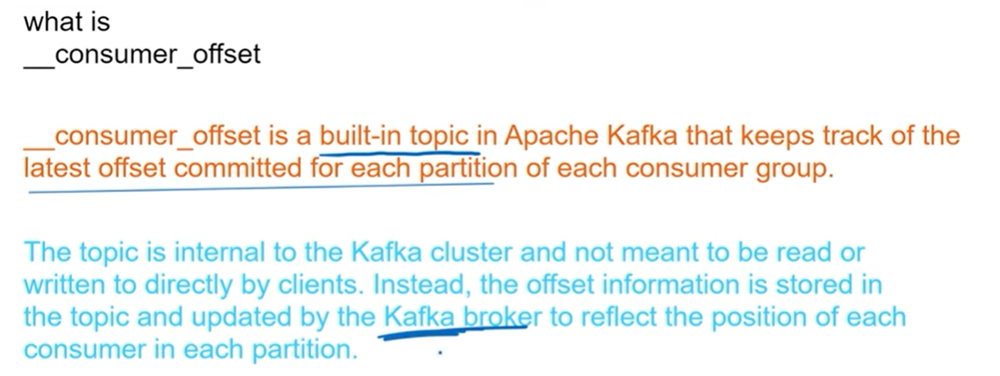 what is
__consumer_offset
__consumer_offset is a built-in topic in Apache Kafka that keeps track of the
latest offset committed for each partition of each consumer group.
The topic is internal to the Kafka cluster and not meant to be read or
written to directly by clients. Instead, the offset information is stored in
the topic and updated by the Kafka broker to reflect the position of each
consumer in each partition.